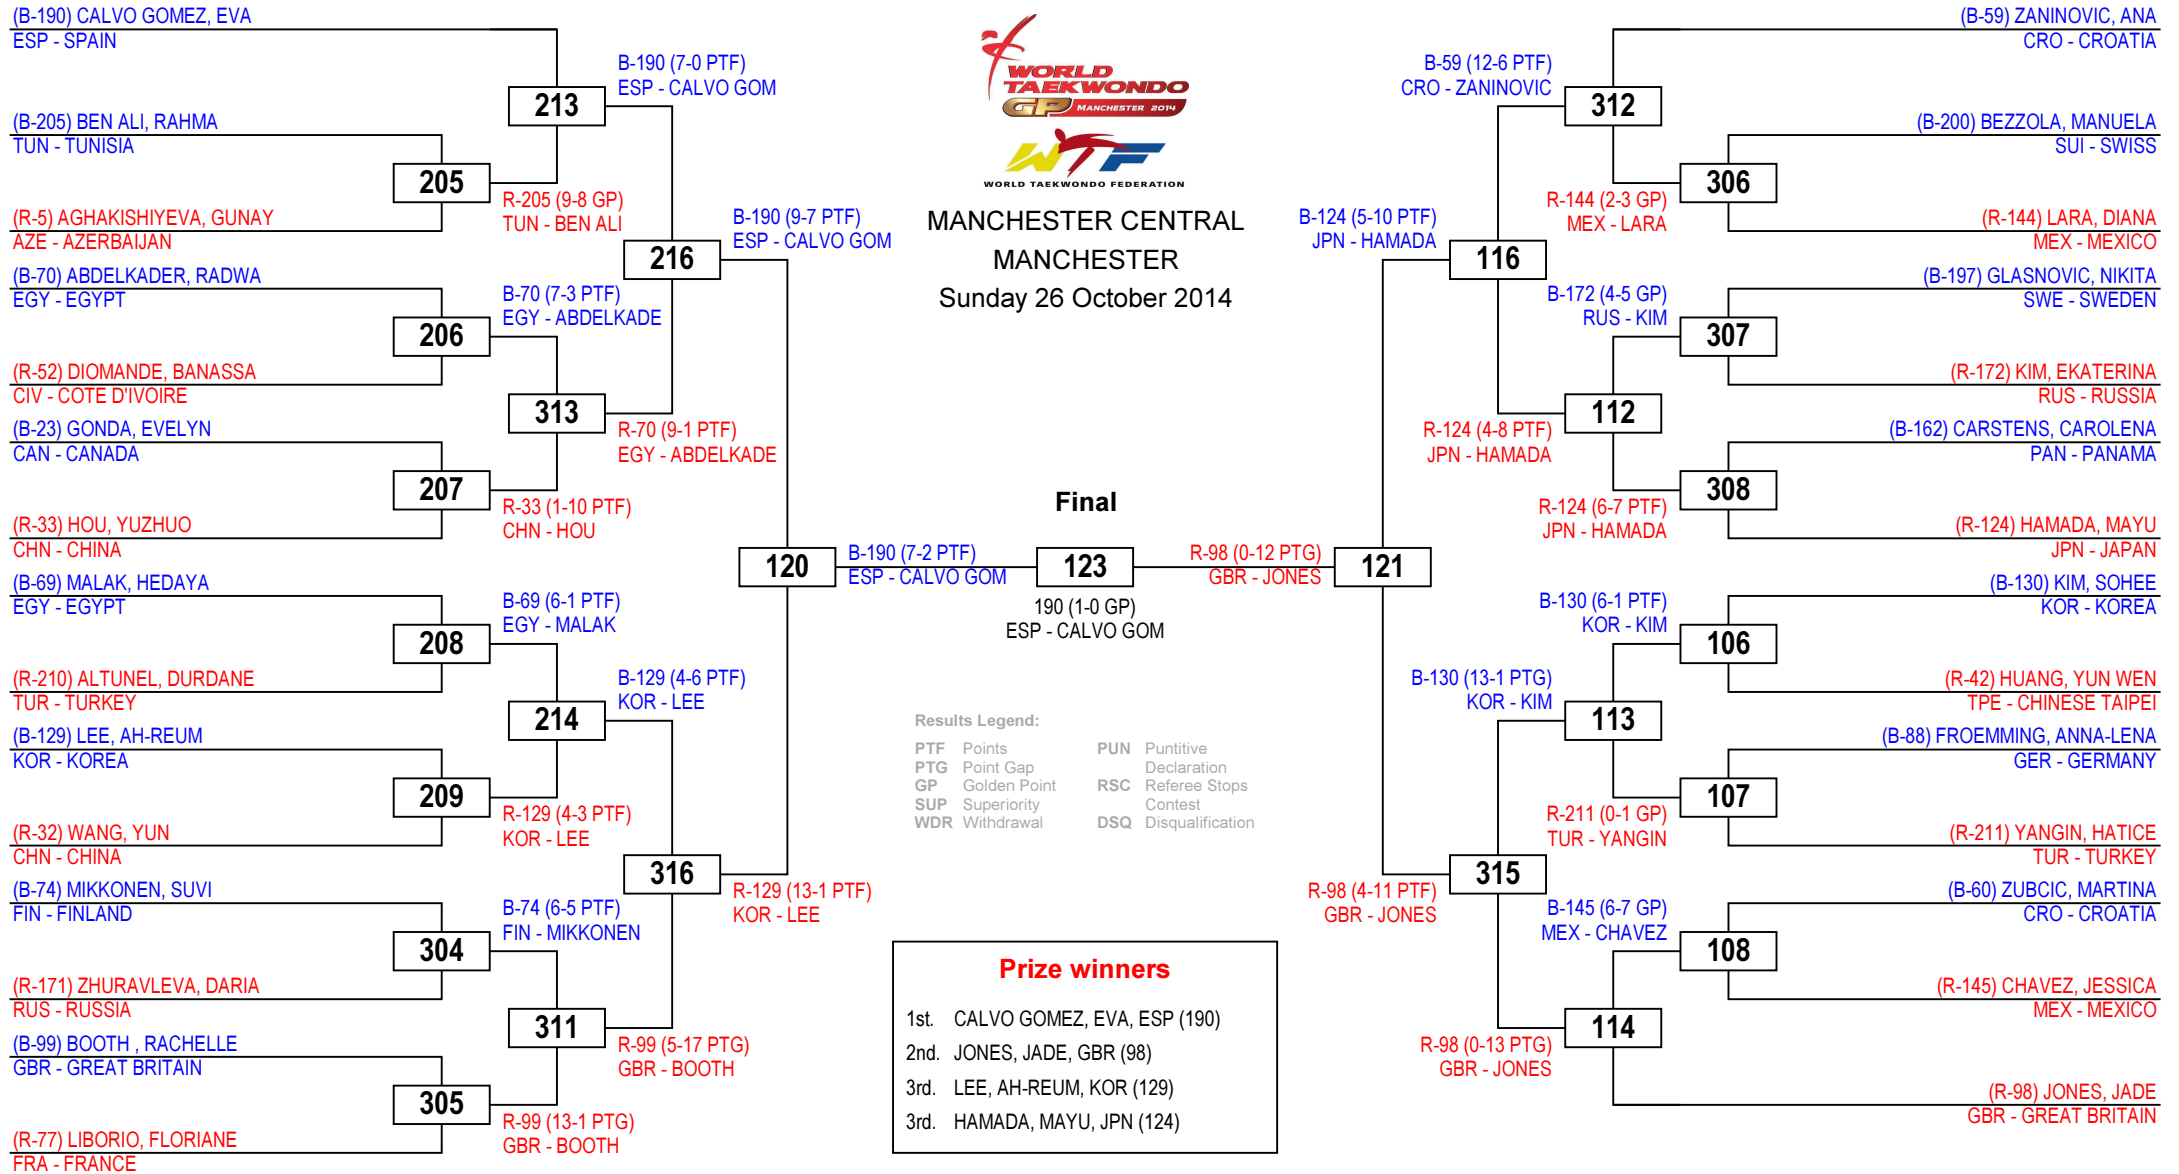 (B-190) CALVO GOMEZ, EVA
ESP - SPAIN
(B-205) BEN ALI, RAHMA
TUN - TUNISIA
(R-5) AGHAKISHIYEVA, GUNAY
AZE - AZERBAIJAN
(B-70) ABDELKADER, RADWA
EGY - EGYPT
(R-52) DIOMANDE, BANASSA
CIV - COTE D'IVOIRE
(B-23) GONDA, EVELYN
CAN - CANADA
(R-33) HOU, YUZHUO
CHN - CHINA
(B-69) MALAK, HEDAYA
EGY - EGYPT
(R-210) ALTUNEL, DURDANE
TUR - TURKEY
(B-129) LEE, AH-REUM
KOR - KOREA
(R-32) WANG, YUN
CHN - CHINA
(B-74) MIKKONEN, SUVI
FIN - FINLAND
(R-171) ZHURAVLEVA, DARIA
RUS - RUSSIA
(B-99) BOOTH , RACHELLE
GBR - GREAT BRITAIN
(R-77) LIBORIO, FLORIANE
FRA - FRANCE
205
206
207
208
209
304
305
R-205 (9-8 GP)
TUN - BEN ALI
B-70 (7-3 PTF)
EGY - ABDELKADE
R-33 (1-10 PTF)
CHN - HOU
B-69 (6-1 PTF)
EGY - MALAK
R-129 (4-3 PTF)
KOR - LEE
B-74 (6-5 PTF)
FIN - MIKKONEN
R-99 (13-1 PTG)
GBR - BOOTH
213
313
214
311
B-190 (7-0 PTF)
ESP - CALVO GOM
R-70 (9-1 PTF)
EGY - ABDELKADE
B-129 (4-6 PTF)
KOR - LEE
R-99 (5-17 PTG)
GBR - BOOTH
216
316
B-190 (9-7 PTF)
ESP - CALVO GOM
R-129 (13-1 PTF)
KOR - LEE
120
B-190 (7-2 PTF)
ESP - CALVO GOM
WORLD
TAEKWONDO
GP MANCHESTER 2014
WTF
WORLD TAEKWONDO FEDERATION
MANCHESTER CENTRAL
MANCHESTER
Sunday 26 October 2014
Final
123
190 (1-0 GP)
ESP - CALVO GOM
Results Legend:
PTF Points
PTG Point Gap
GP Golden Point
SUP Superiority
WDR Withdrawal
PUN Puntitive
Declaration
RSC Referee Stops
Contest
DSQ Disqualification
Prize winners
1st. CALVO GOMEZ, EVA, ESP (190)
2nd. JONES, JADE, GBR (98)
3rd. LEE, AH-REUM, KOR (129)
3rd. HAMADA, MAYU, JPN (124)
R-98 (0-12 PTG)
GBR - JONES
121
B-124 (5-10 PTF)
JPN - HAMADA
R-98 (4-11 PTF)
GBR - JONES
116
315
B-59 (12-6 PTF)
CRO - ZANINOVIC
R-124 (4-8 PTF)
JPN - HAMADA
B-130 (13-1 PTG)
KOR - KIM
R-98 (0-13 PTG)
GBR - JONES
312
112
113
114
R-144 (2-3 GP)
MEX - LARA
B-172 (4-5 GP)
RUS - KIM
R-124 (6-7 PTF)
JPN - HAMADA
B-130 (6-1 PTF)
KOR - KIM
R-211 (0-1 GP)
TUR - YANGIN
B-145 (6-7 GP)
MEX - CHAVEZ
306
307
308
106
107
108
(B-59) ZANINOVIC, ANA
CRO - CROATIA
(B-200) BEZZOLA, MANUELA
SUI - SWISS
(R-144) LARA, DIANA
MEX - MEXICO
(B-197) GLASNOVIC, NIKITA
SWE - SWEDEN
(R-172) KIM, EKATERINA
RUS - RUSSIA
(B-162) CARSTENS, CAROLENA
PAN - PANAMA
(R-124) HAMADA, MAYU
JPN - JAPAN
(B-130) KIM, SOHEE
KOR - KOREA
(R-42) HUANG, YUN WEN
TPE - CHINESE TAIPEI
(B-88) FROEMMING, ANNA-LENA
GER - GERMANY
(R-211) YANGIN, HATICE
TUR - TURKEY
(B-60) ZUBCIC, MARTINA
CRO - CROATIA
(R-145) CHAVEZ, JESSICA
MEX - MEXICO
(R-98) JONES, JADE
GBR - GREAT BRITAIN